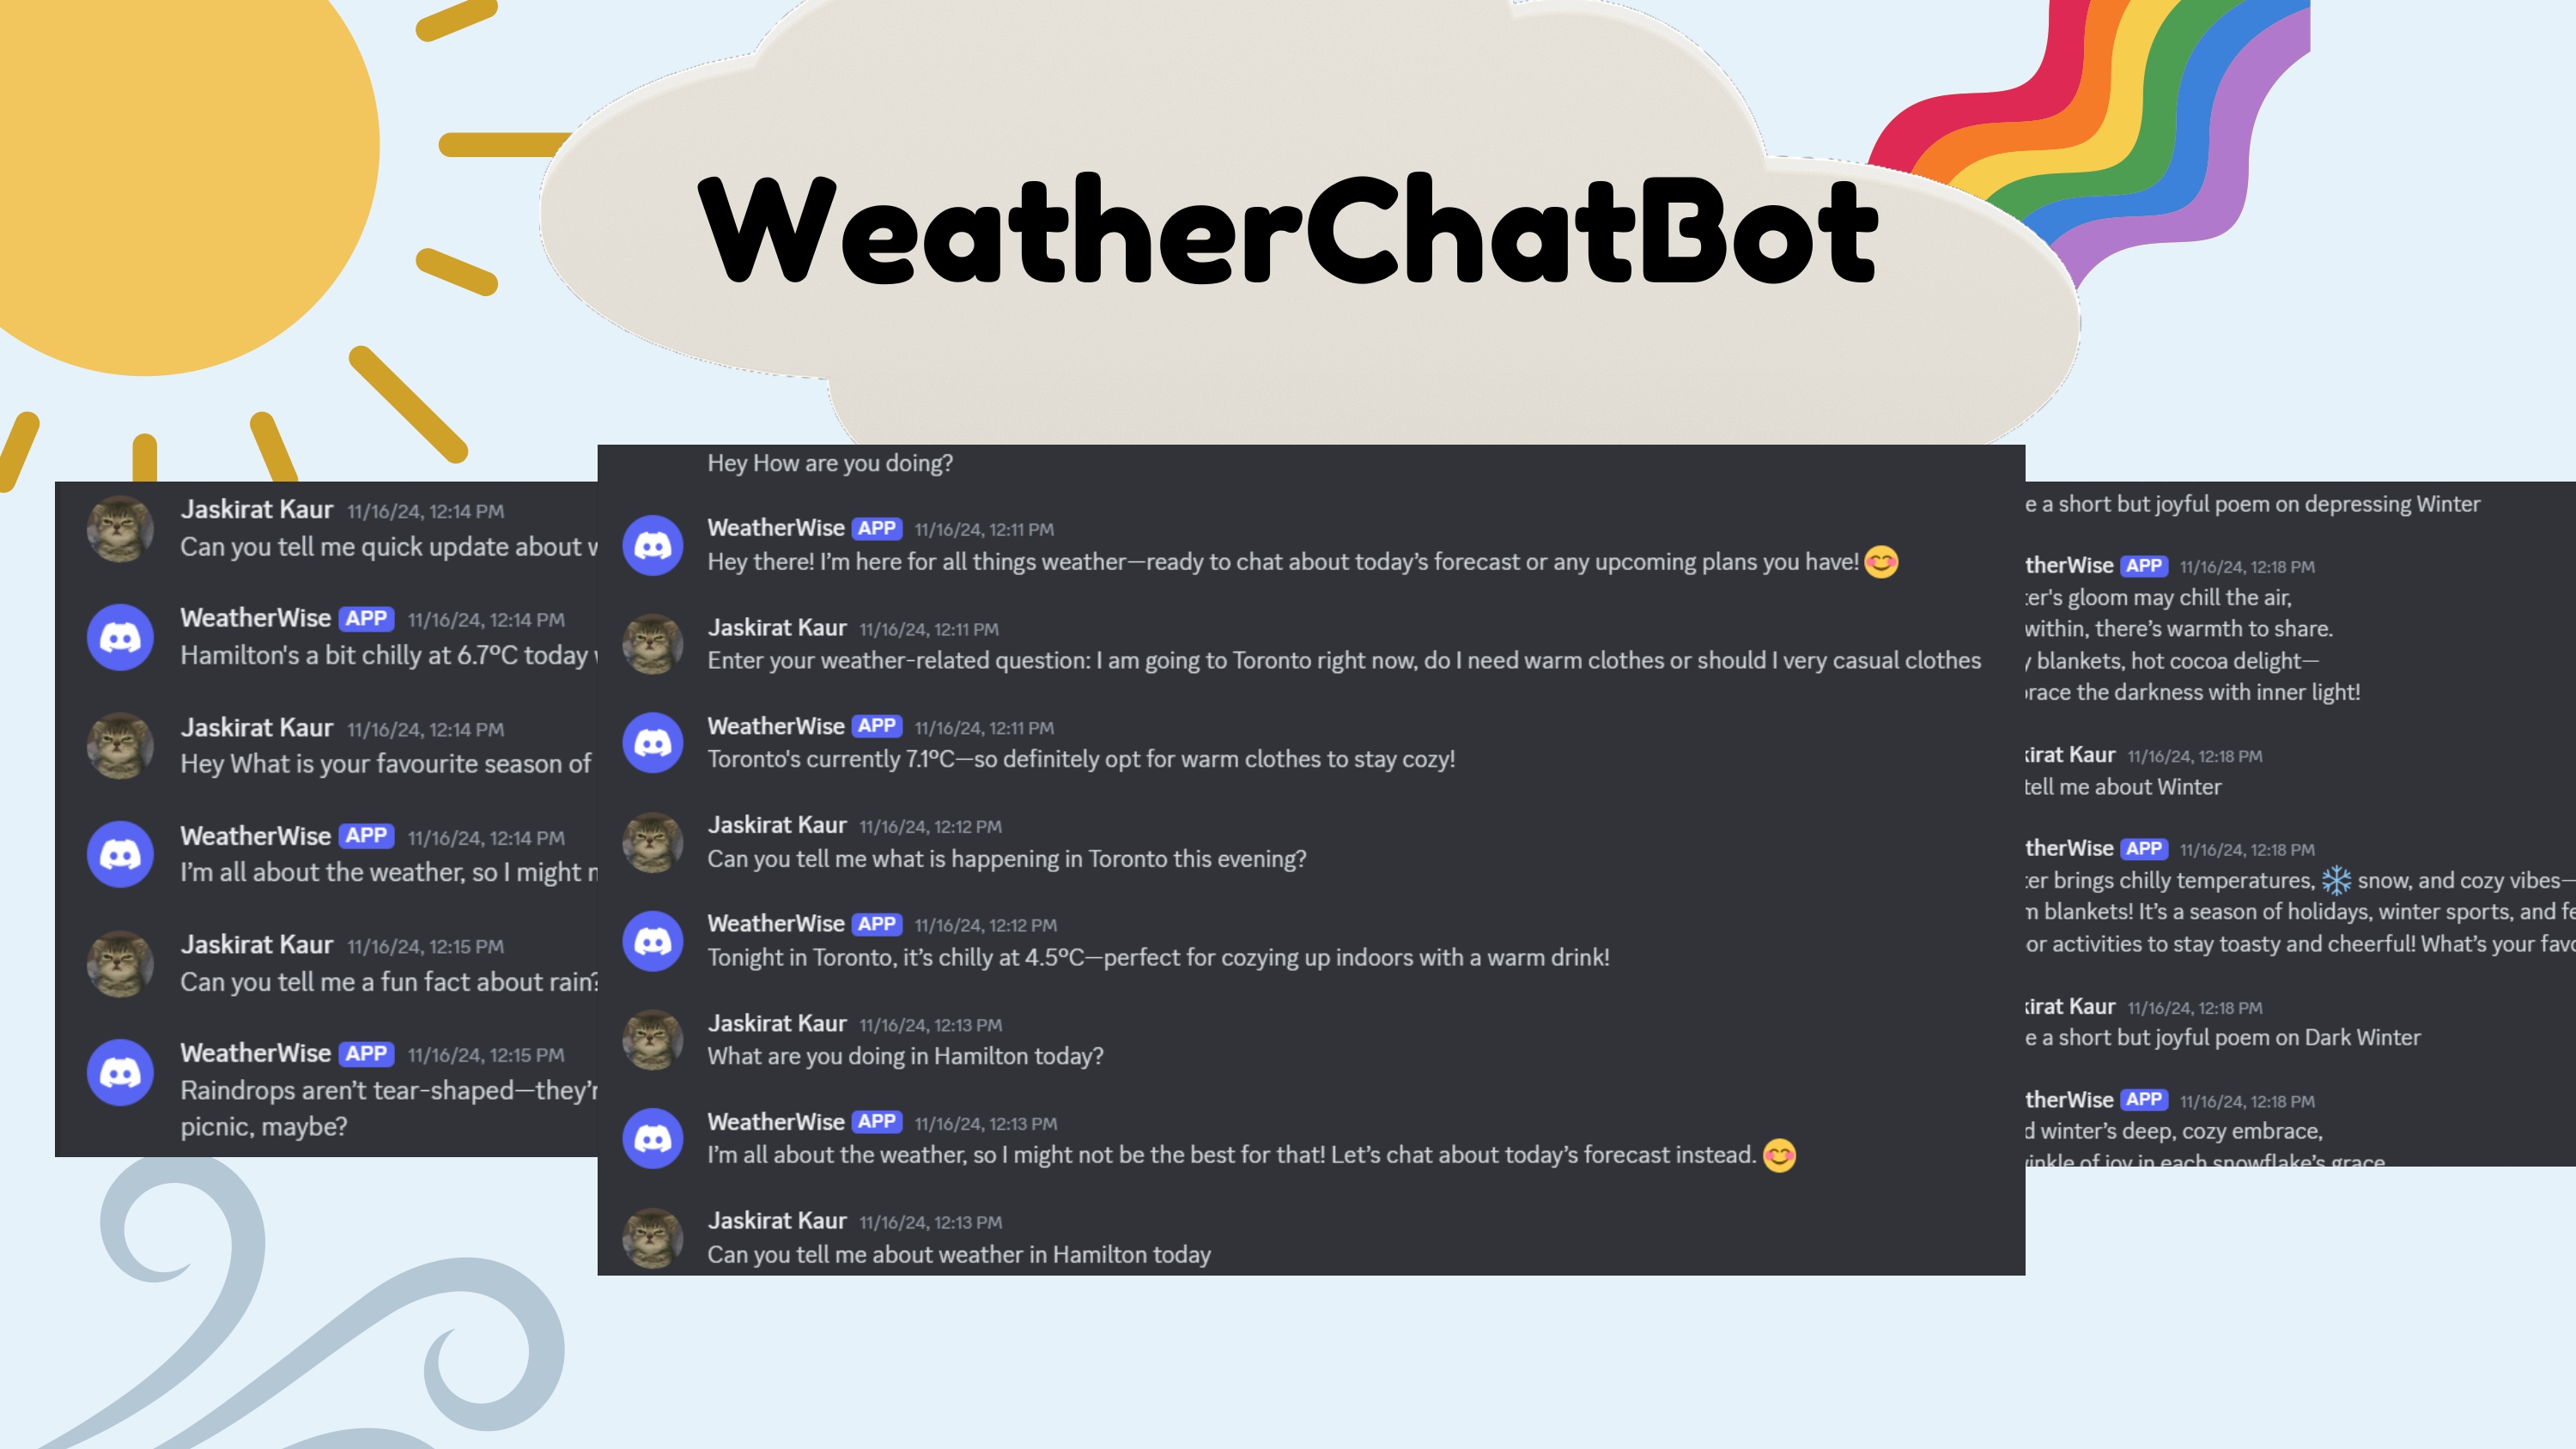 WeatherChatBot
Jaskirat Kaur 11/16/24, 12:14 PM
Can you tell me quick update about
WeatherWise APP 11/16/24, 12:14 PM
Hamilton's a bit chilly at 6.7°C today
Jaskirat Kaur 11/16/24, 12:14 PM
Hey What is your favourite season of
WeatherWise APP 11/16/24, 12:14 PM
I’m all about the weather, so I might
Jaskirat Kaur 11/16/24, 12:15 PM
Can you tell me a fun fact about rain?
WeatherWise APP 11/16/24, 12:15 PM
Raindrops aren’t tear-shaped—
picnic, maybe?
Hey How are you doing?
WeatherWise APP 11/16/24, 12:11 PM
Hey there! I’m here for all things weather—ready to chat about today’s forecast or any upcoming plans you have! 😊
Jaskirat Kaur 11/16/24, 12:11 PM
Enter your weather-related question: I am going to Toronto right now, do I need warm clothes or should I very casual clothes
WeatherWise APP 11/16/24, 12:11 PM
Toronto's currently 7.1°C—so definitely opt for warm clothes to stay cozy!
Jaskirat Kaur 11/16/24, 12:12 PM
Can you tell me what is happening in Toronto this evening?
WeatherWise APP 11/16/24, 12:12 PM
Tonight in Toronto, it’s chilly at 4.5°C—perfect for cozying up indoors with a warm drink!
Jaskirat Kaur 11/16/24, 12:13 PM
What are you doing in Hamilton today?
WeatherWise APP 11/16/24, 12:13 PM
I’m all about the weather, so I might not be the best for that! Let’s chat about today’s forecast instead. 😊
Jaskirat Kaur 11/16/24, 12:13 PM
Can you tell me about weather in Hamilton today
a short but joyful poem on depressing Winter
therWise APP 11/16/24, 12:18 PM
er's gloom may chill the air,
within, there’s warmth to share.
blankets, hot cocoa delight—
race the darkness with inner light!
kirat Kaur 11/16/24, 12:18 PM
tell me about Winter
therWise APP 11/16/24, 12:18 PM
er brings chilly temperatures, ❄️ snow, and cozy vibes—
m blankets! It’s a season of holidays, winter sports, and
or activities to stay toasty and cheerful! What’s your
kirat Kaur 11/16/24, 12:18 PM
e a short but joyful poem on Dark Winter
therWise APP 11/16/24, 12:18 PM
d winter’s deep, cozy embrace,
inkle of joy in each snowflake’s grace